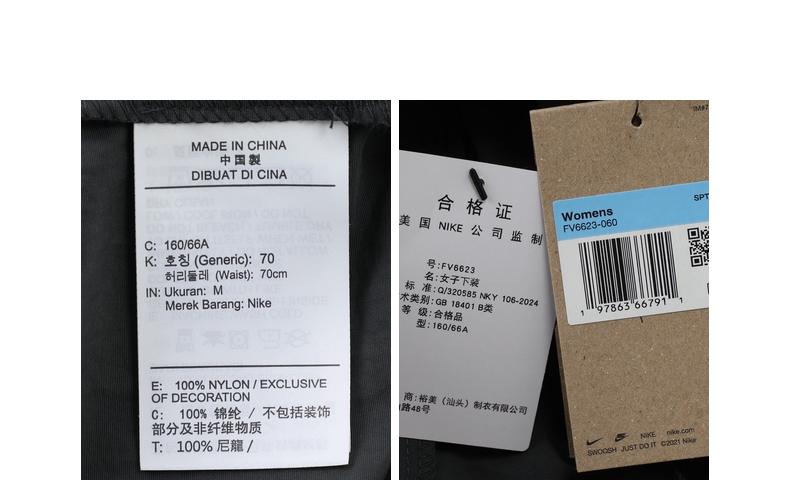 MADE IN CHINA
中国製
DIBUAT DI CINA
C: 160/66A
K: 호칭 (Generic): 70
허리둘레 (Waist): 70cm
IN: Ukuran: M
Merek Barang: Nike
E: 100% NYLON / EXCLUSIVE
OF DECORATION
C: 100% 锦纶 / 不包括装饰
部分及非纤维物质
T: 100% 尼龍 /
合格证
美国 NIKE 公司监制
号:FV6623
名:女子下装
标 准:Q/320585 NKY 106-2024
术类别:GB 18401 B类
等 级:合格品
型:160/66A
商:裕美（汕头）制衣有限公司
路48号
Womens
SPT
FV6623-060
1 97863 66791 1
NIKE nike.com
SWOOSH JUST DO IT ©2021 Nike